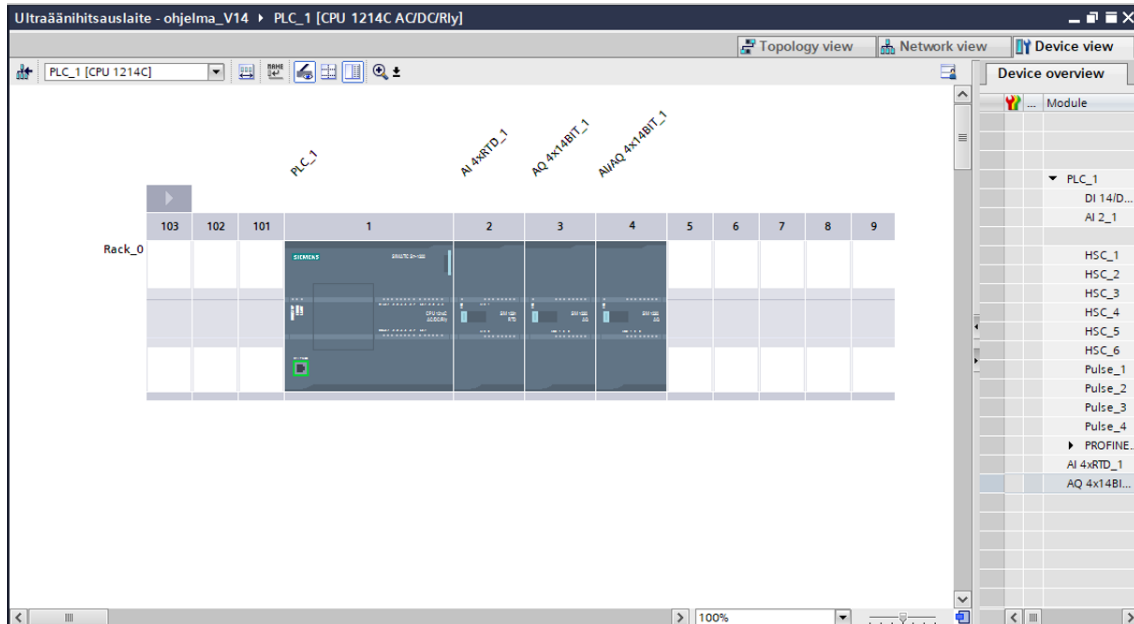 Ultraäänihitsauslaite - ohjelma_V14 ▸ PLC_1 [CPU 1214C AC/DC/Rly]
Topology view
Network view
Device view
PLC_1 [CPU 1214C]
Device overview
... Module
PLC_1
AI 4xRTD_1
AQ 4x14BIT_1
AI/AQ 4x14BIT_1
103 102 101 1 2 3 4 5 6 7 8 9
Rack_0
SIEMENS
PLC_1
DI 14/D...
AI 2_1
HSC_1
HSC_2
HSC_3
HSC_4
HSC_5
HSC_6
Pulse_1
Pulse_2
Pulse_3
Pulse_4
PROFINE...
AI 4xRTD_1
AQ 4x14BI...
100%